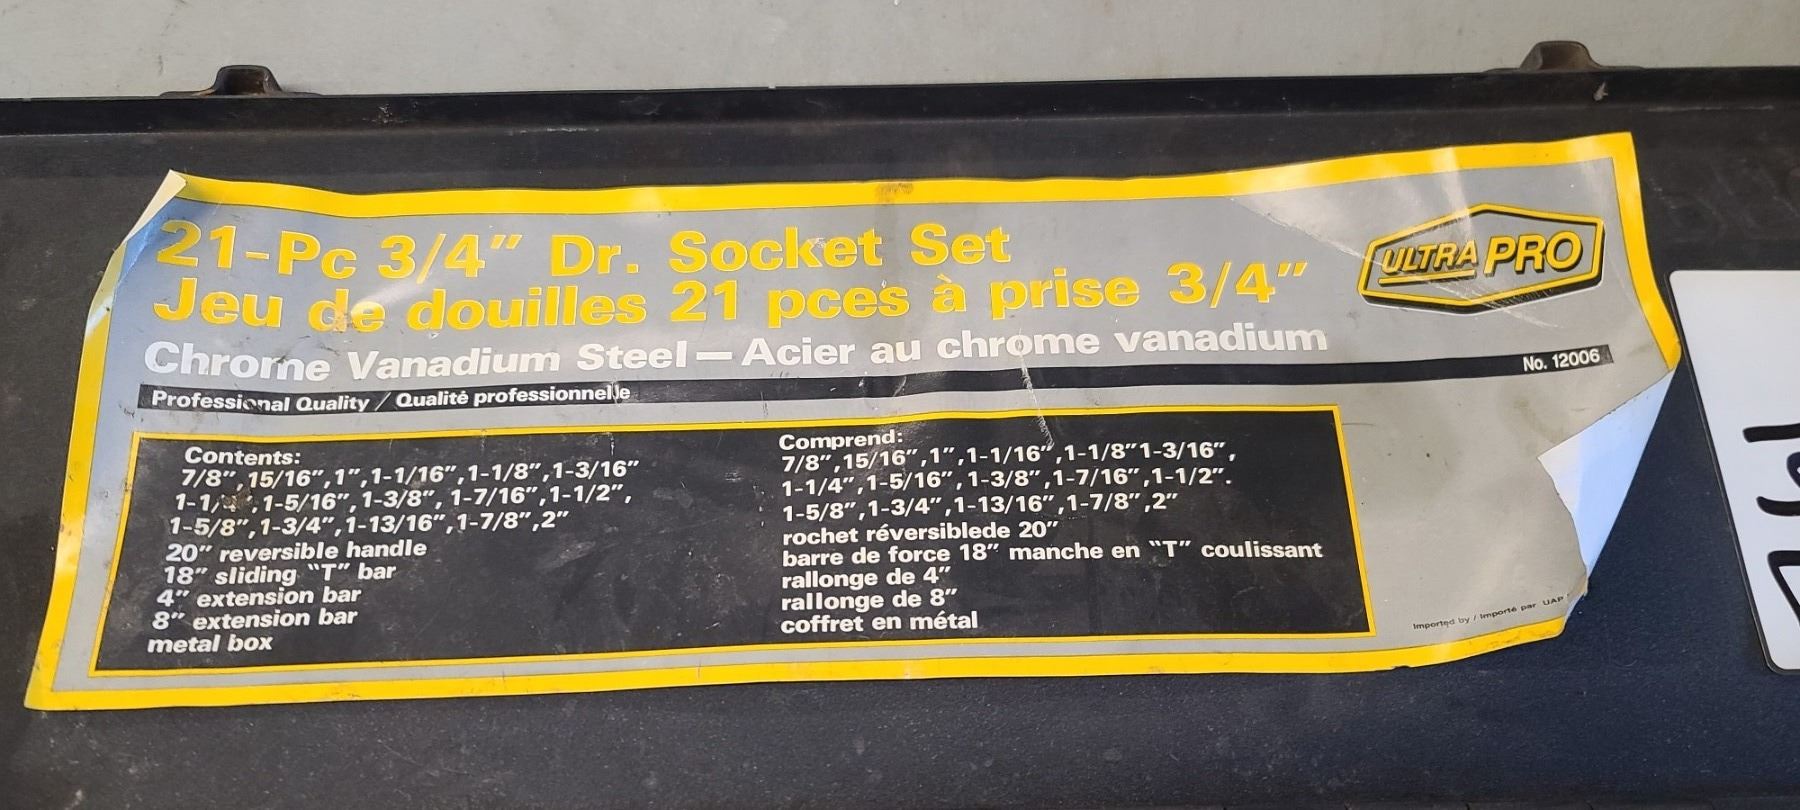 21-Pc 3/4" Dr. Socket Set
Jeu de douilles 21 pces à prise 3/4"
ULTRA PRO
Chrome Vanadium Steel — Acier au chrome vanadium
No. 12006
Professional Quality / Qualité professionnelle
Contents:
7/8",15/16",1",1-1/16",1-1/8",1-3/16"
1-1/ ,1-5/16",1-3/8", 1-7/16",1-1/2",
1-5/8",1-3/4",1-13/16",1-7/8",2"
20" reversible handle
18" sliding "T" bar
4" extension bar
8" extension bar
metal box
Comprend:
7/8",15/16",1",1-1/16",1-1/8"1-3/16",
1-1/4",1-5/16",1-3/8",1-7/16",1-1/2".
1-5/8",1-3/4",1-13/16",1-7/8",2"
rochet réversiblede 20"
barre de force 18" manche en "T" coulissant
rallonge de 4"
rallonge de 8"
coffret en métal
Imported by / Importé par UAP